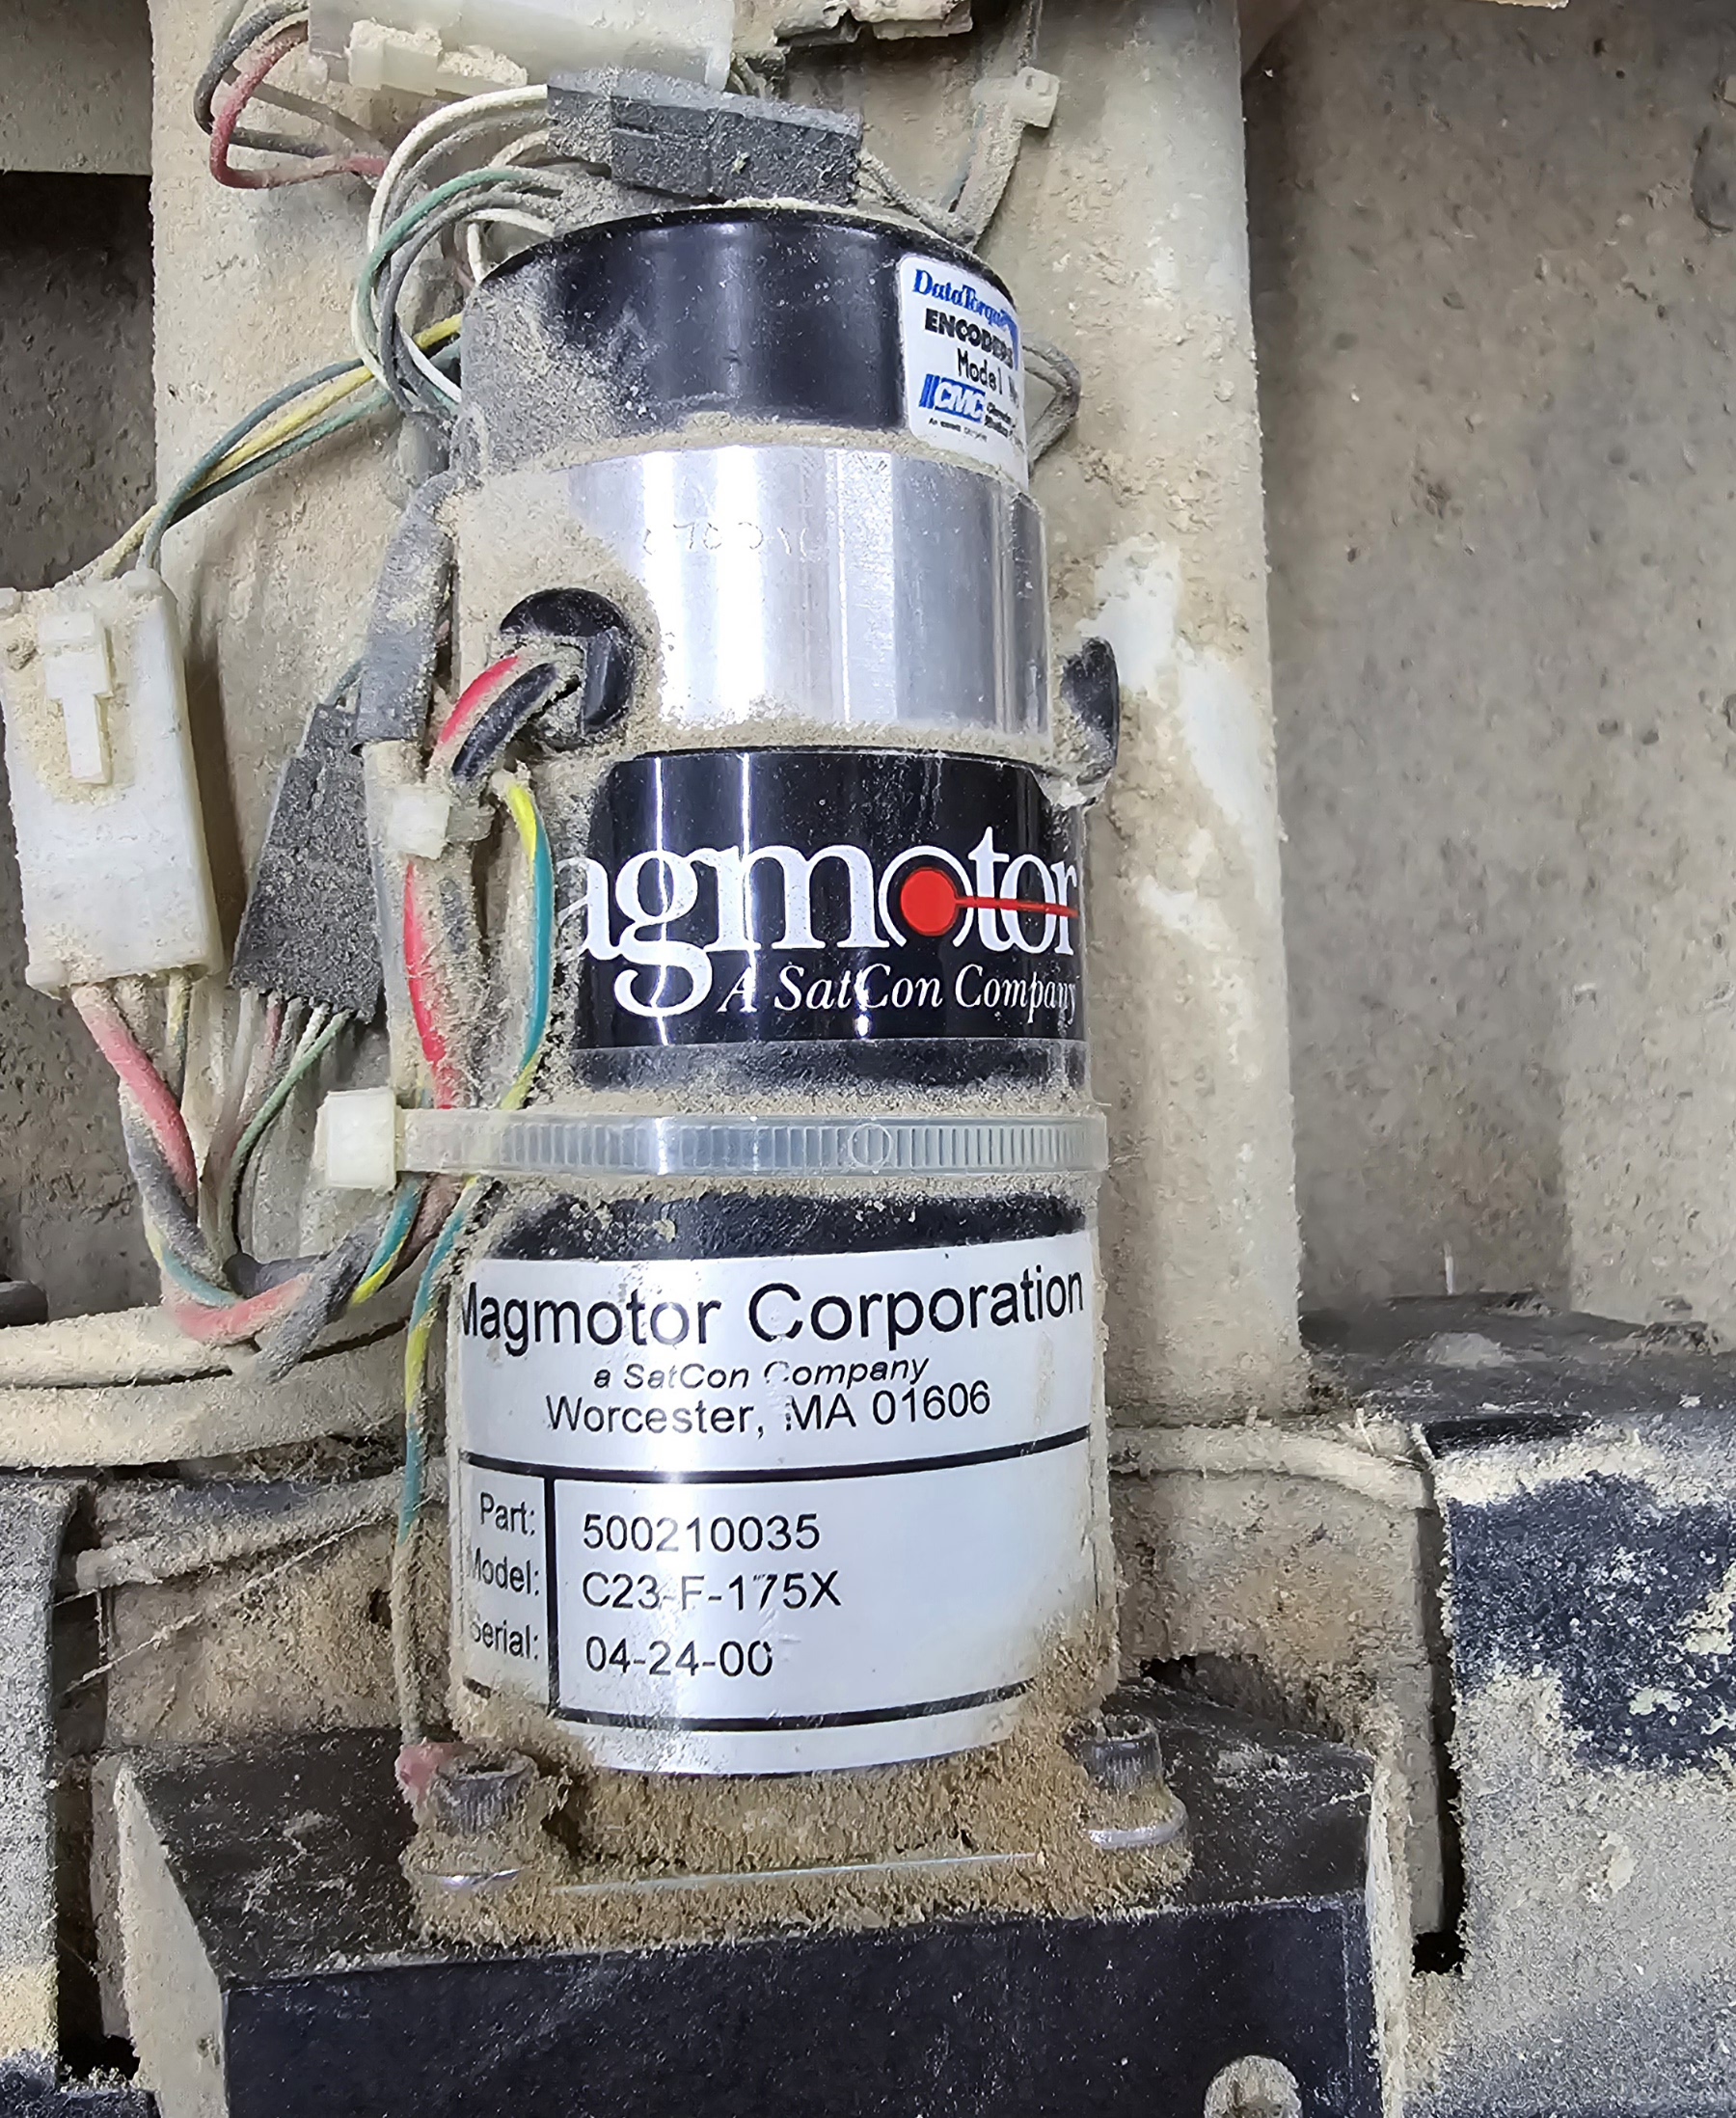 DataTorque
ENCODERS
Model
CMC
agmotor
A SatCon Company
Magmotor Corporation
a SatCon Company
Worcester, MA 01606
Part: 500210035
Model: C23-F-175X
Serial: 04-24-00